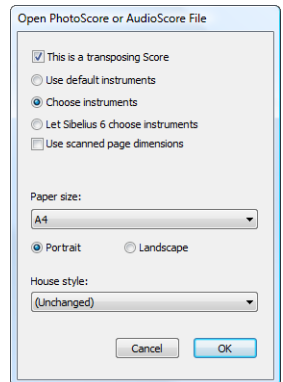 Open PhotoScore or AudioScore File
This is a transposing Score
Use default instruments
Choose instruments
Let Sibelius 6 choose instruments
Use scanned page dimensions
Paper size:
A4
Portrait Landscape
House style:
(Unchanged)
Cancel OK